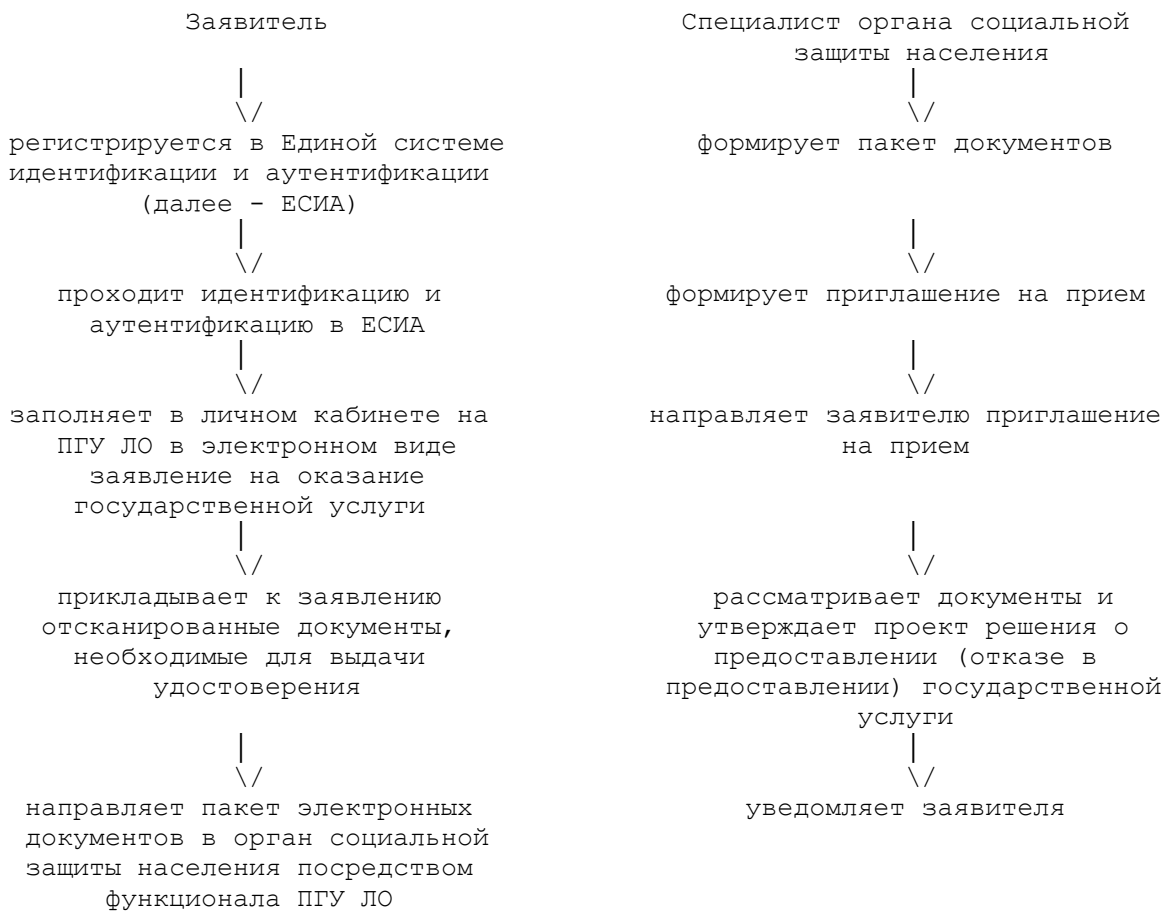 Заявитель
|
\/
регистрируется в Единой системе
идентификации и аутентификации
(далее - ЕСИА)
|
\/
проходит идентификацию и
аутентификацию в ЕСИА
|
\/
заполняет в личном кабинете на
ПГУ ЛО в электронном виде
заявление на оказание
государственной услуги
|
\/
прикладывает к заявлению
отсканированные документы,
необходимые для выдачи
удостоверения
|
\/
направляет пакет электронных
документов в орган социальной
защиты населения посредством
функционала ПГУ ЛО
Специалист органа социальной
защиты населения
|
\/
формирует пакет документов
|
\/
формирует приглашение на прием
|
\/
направляет заявителю приглашение
на прием
|
\/
рассматривает документы и
утверждает проект решения о
предоставлении (отказе в
предоставлении) государственной
услуги
|
\/
уведомляет заявителя